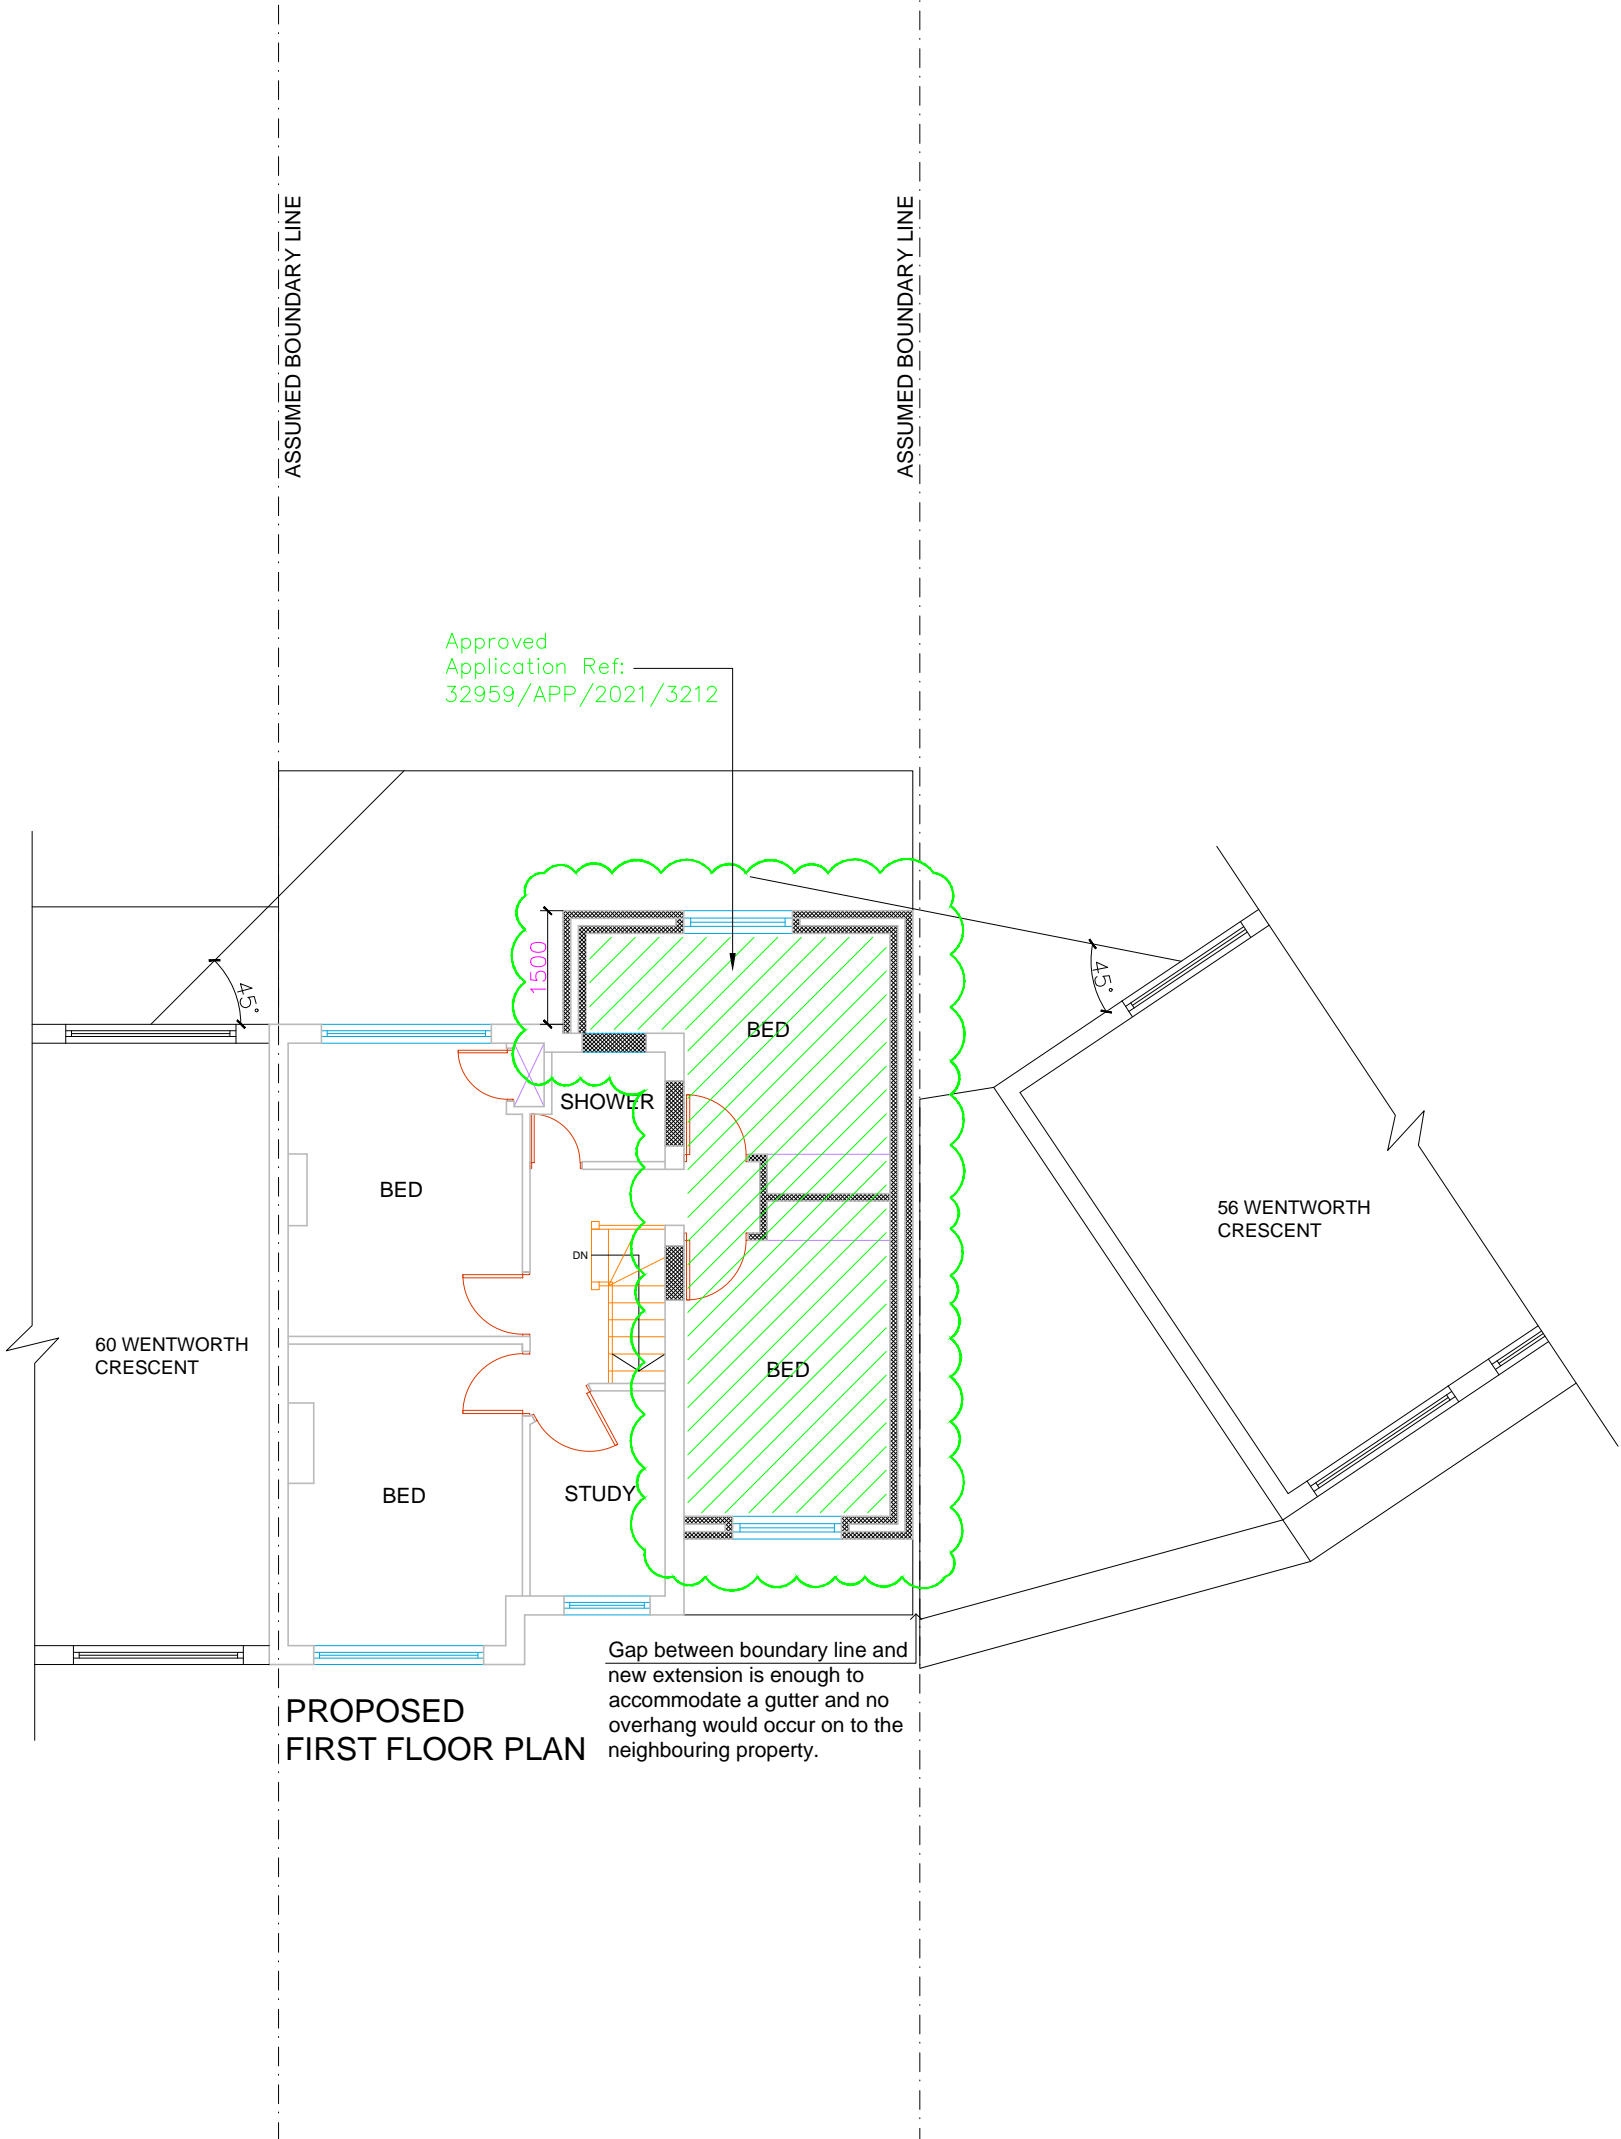 ASSUMED BOUNDARY LINE
ASSUMED BOUNDARY LINE
Approved
Application Ref:
32959/APP/2021/3212
1500
45°
45°
BED
SHOWER
BED
56 WENTWORTH
CRESCENT
DN
60 WENTWORTH
CRESCENT
BED
BED
STUDY
Gap between boundary line and
new extension is enough to
accommodate a gutter and no
overhang would occur on to the
neighbouring property.
PROPOSED
FIRST FLOOR PLAN